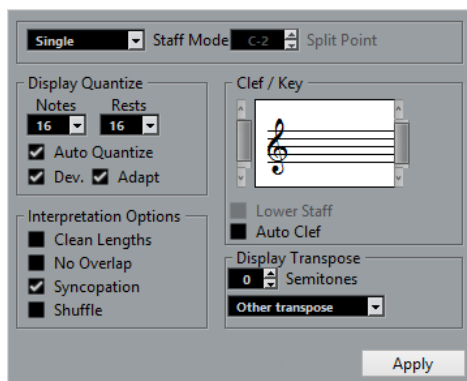 Single Staff Mode C-2 Split Point
Display Quantize
Notes Rests
16 16
Auto Quantize
Dev. Adapt
Interpretation Options
Clean Lengths
No Overlap
Syncopation
Shuffle
Clef / Key
Lower Staff
Auto Clef
Display Transpose
0 Semitones
Other transpose
Apply